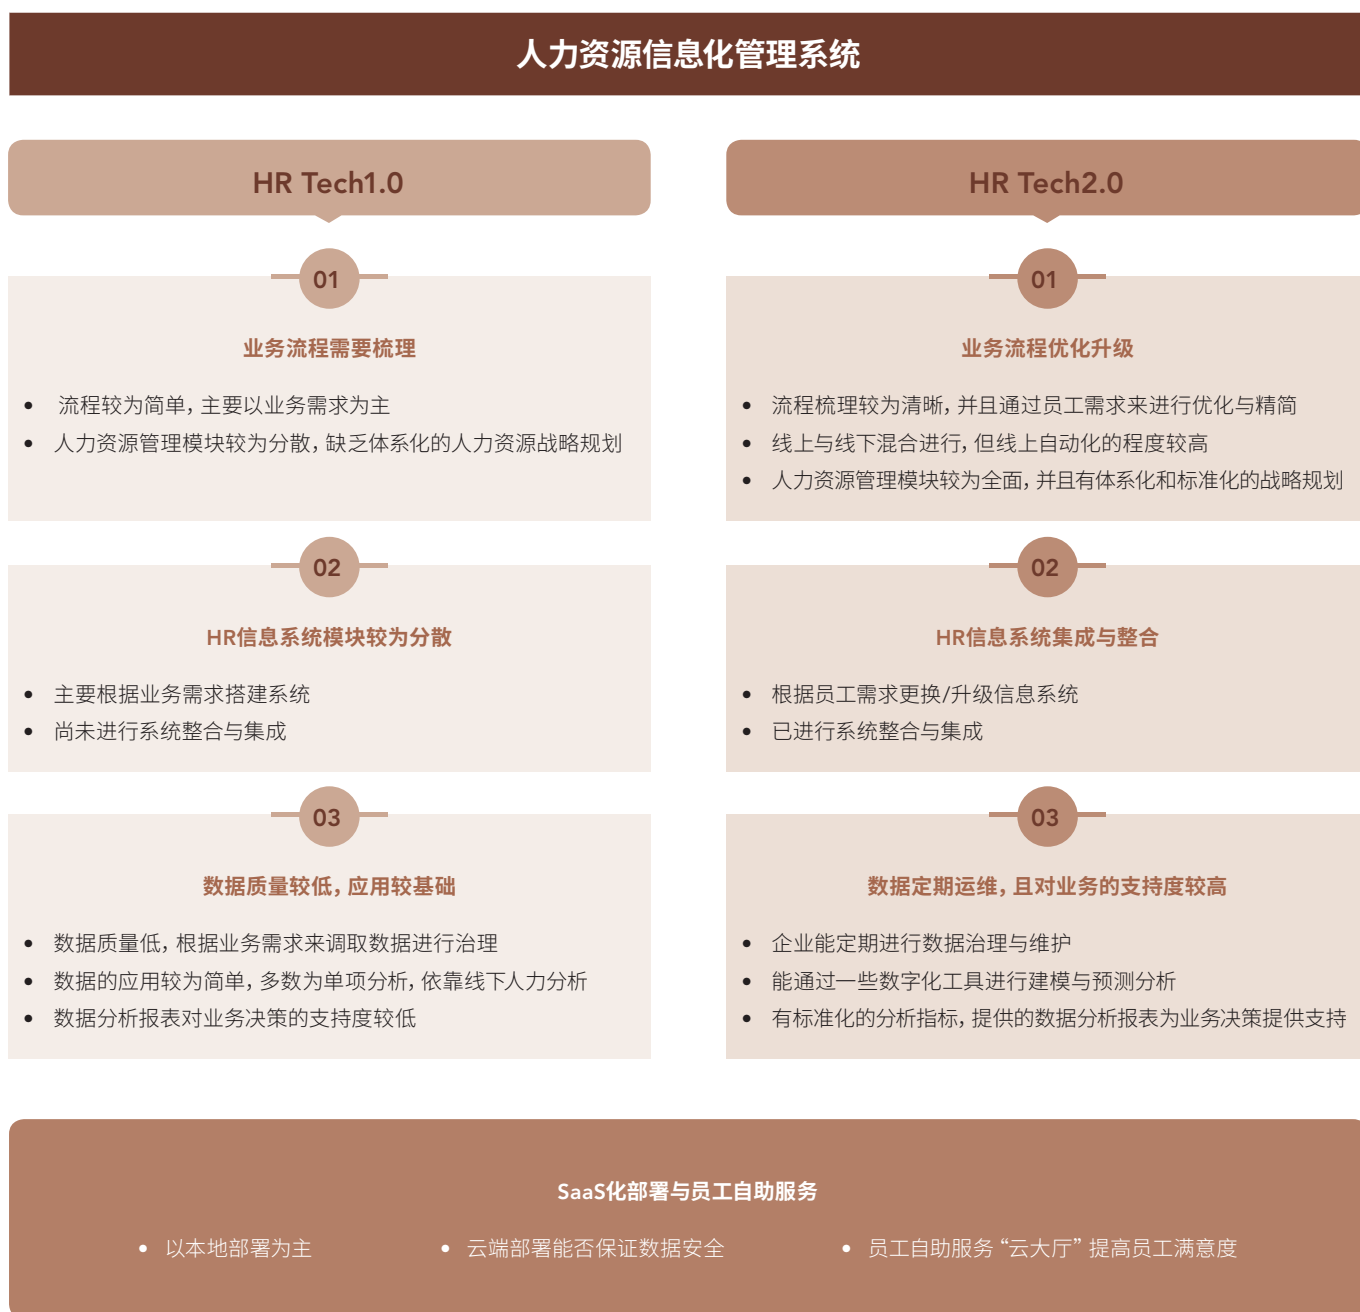 人力资源信息化管理系统
HR Tech1.0
01
业务流程需要梳理
• 流程较为简单，主要以业务需求为主
• 人力资源管理模块较为分散，缺乏体系化的人力资源战略规划
02
HR信息系统模块较为分散
• 主要根据业务需求搭建系统
• 尚未进行系统整合与集成
03
数据质量较低，应用较基础
• 数据质量低，根据业务需求来调取数据进行治理
• 数据的应用较为简单，多数为单项分析，依靠线下人力分析
• 数据分析报表对业务决策的支持度较低
HR Tech2.0
01
业务流程优化升级
• 流程梳理较为清晰，并且通过员工需求来进行优化与精简
• 线上与线下混合进行，但线上自动化的程度较高
• 人力资源管理模块较为全面，并且有体系化和标准化的战略规划
02
HR信息系统集成与整合
• 根据员工需求更换/升级信息系统
• 已进行系统整合与集成
03
数据定期运维，且对业务的支持度较高
• 企业能定期进行数据治理与维护
• 能通过一些数字化工具进行建模与预测分析
• 有标准化的分析指标，提供的数据分析报表为业务决策提供支持
SaaS化部署与员工自助服务
• 以本地部署为主
• 云端部署能否保证数据安全
• 员工自助服务“云大厅”提高员工满意度